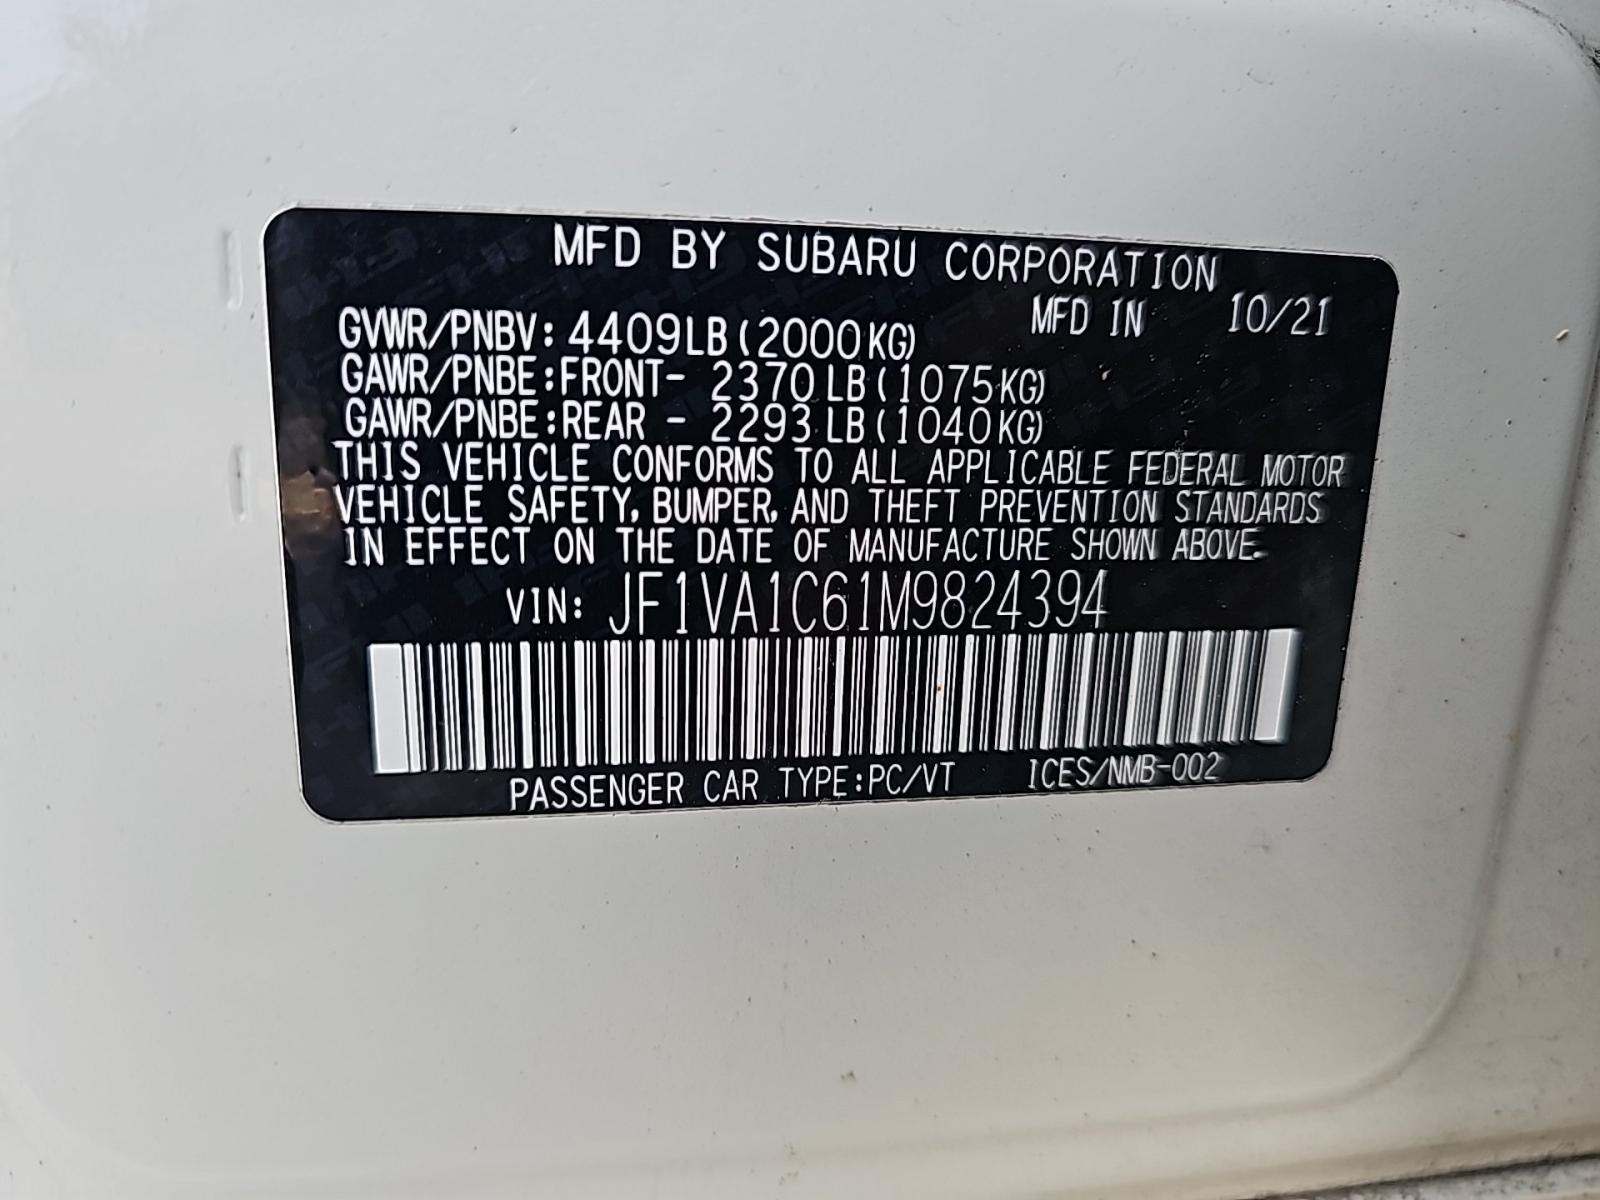 MFD BY SUBARU CORPORATION
MFD IN 10/21
GVWR/PNBV: 4409LB(2000KG)
GAWR/PNBE:FRONT- 2370LB(1075KG)
GAWR/PNBE:REAR - 2293LB(1040KG)
THIS VEHICLE CONFORMS TO ALL APPLICABLE FEDERAL MOTOR
VEHICLE SAFETY, BUMPER, AND THEFT PREVENTION STANDARDS
IN EFFECT ON THE DATE OF MANUFACTURE SHOWN ABOVE.
VIN: JF1VA1C61M9824394
PASSENGER CAR TYPE:PC/VT ICES/NMB-002